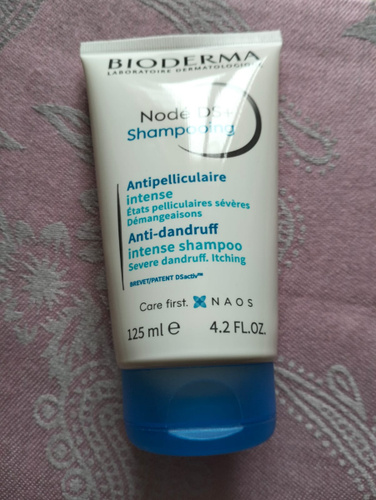 BIODERMA
LABORATOIRE DERMATOLOGIQUE
Nodé DS+
Shampooing
Antipelliculaire
intense
États pelliculaires sévères
Démangeaisons
Anti-dandruff
intense shampoo
Severe dandruff. Itching
BREVET/PATENT DSactiv™
Care first. NAOS
125 ml e 4.2 FL.OZ.